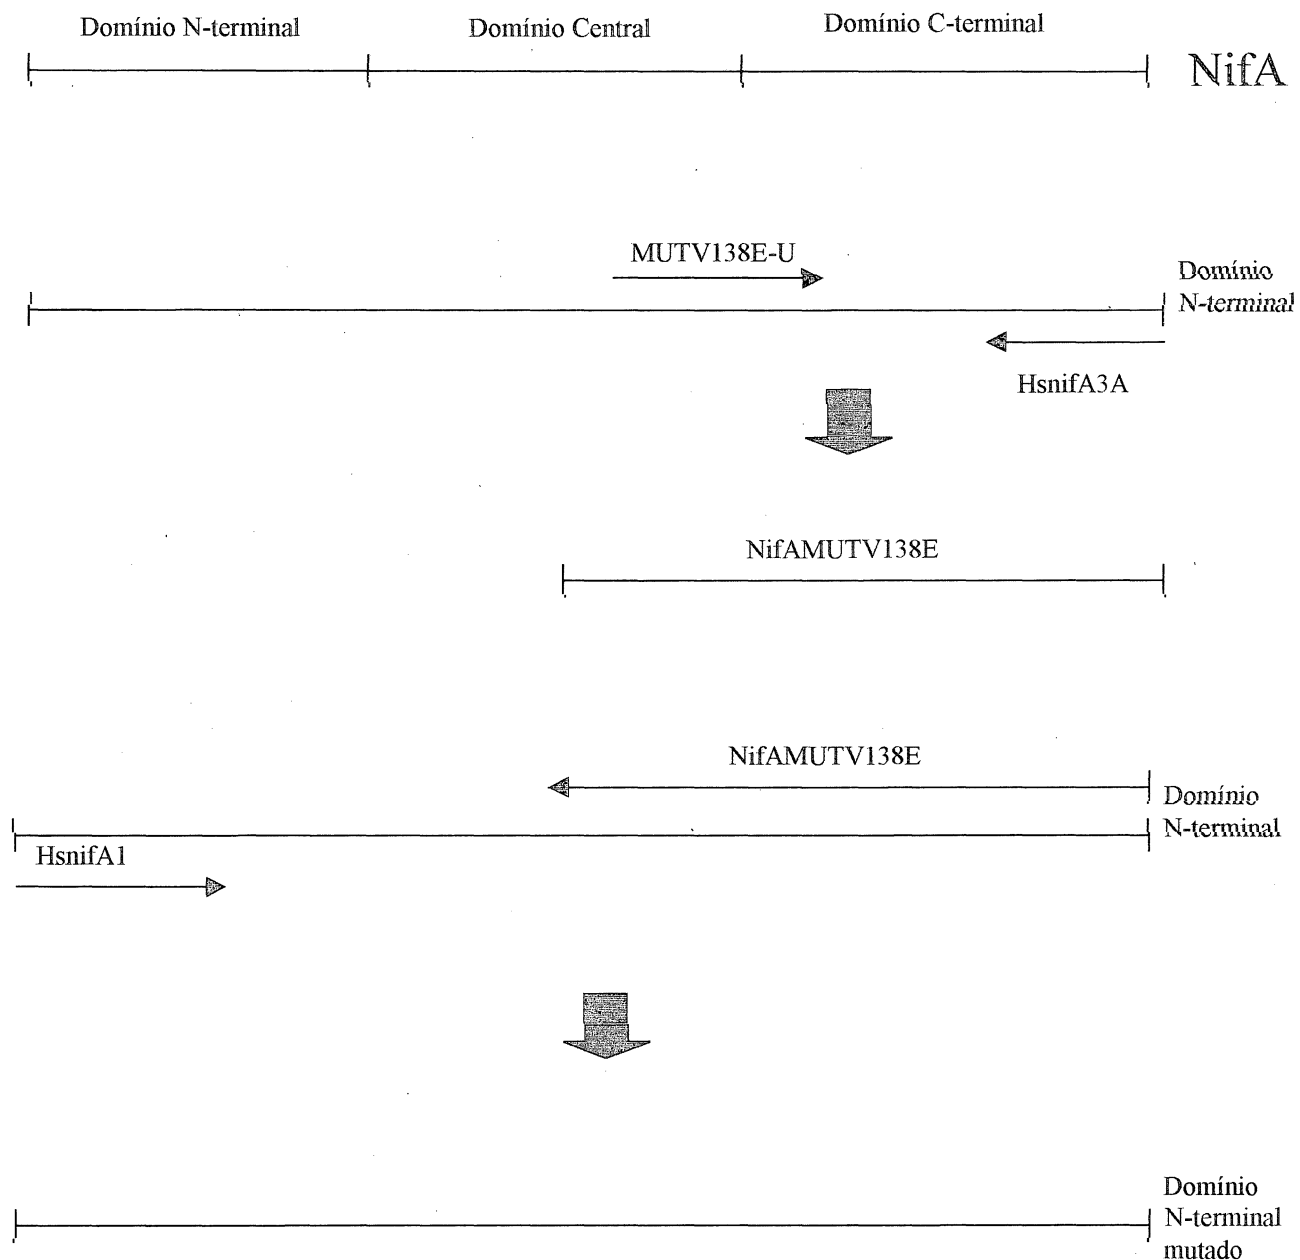 Domínio N-terminal
Domínio Central
Domínio C-terminal
NifA
MUTV138E-U
Domínio
N-terminal
HsnifA3A
NifAMUTV138E
NifAMUTV138E
Domínio
N-terminal
HsnifA1
Domínio
N-terminal
mutado